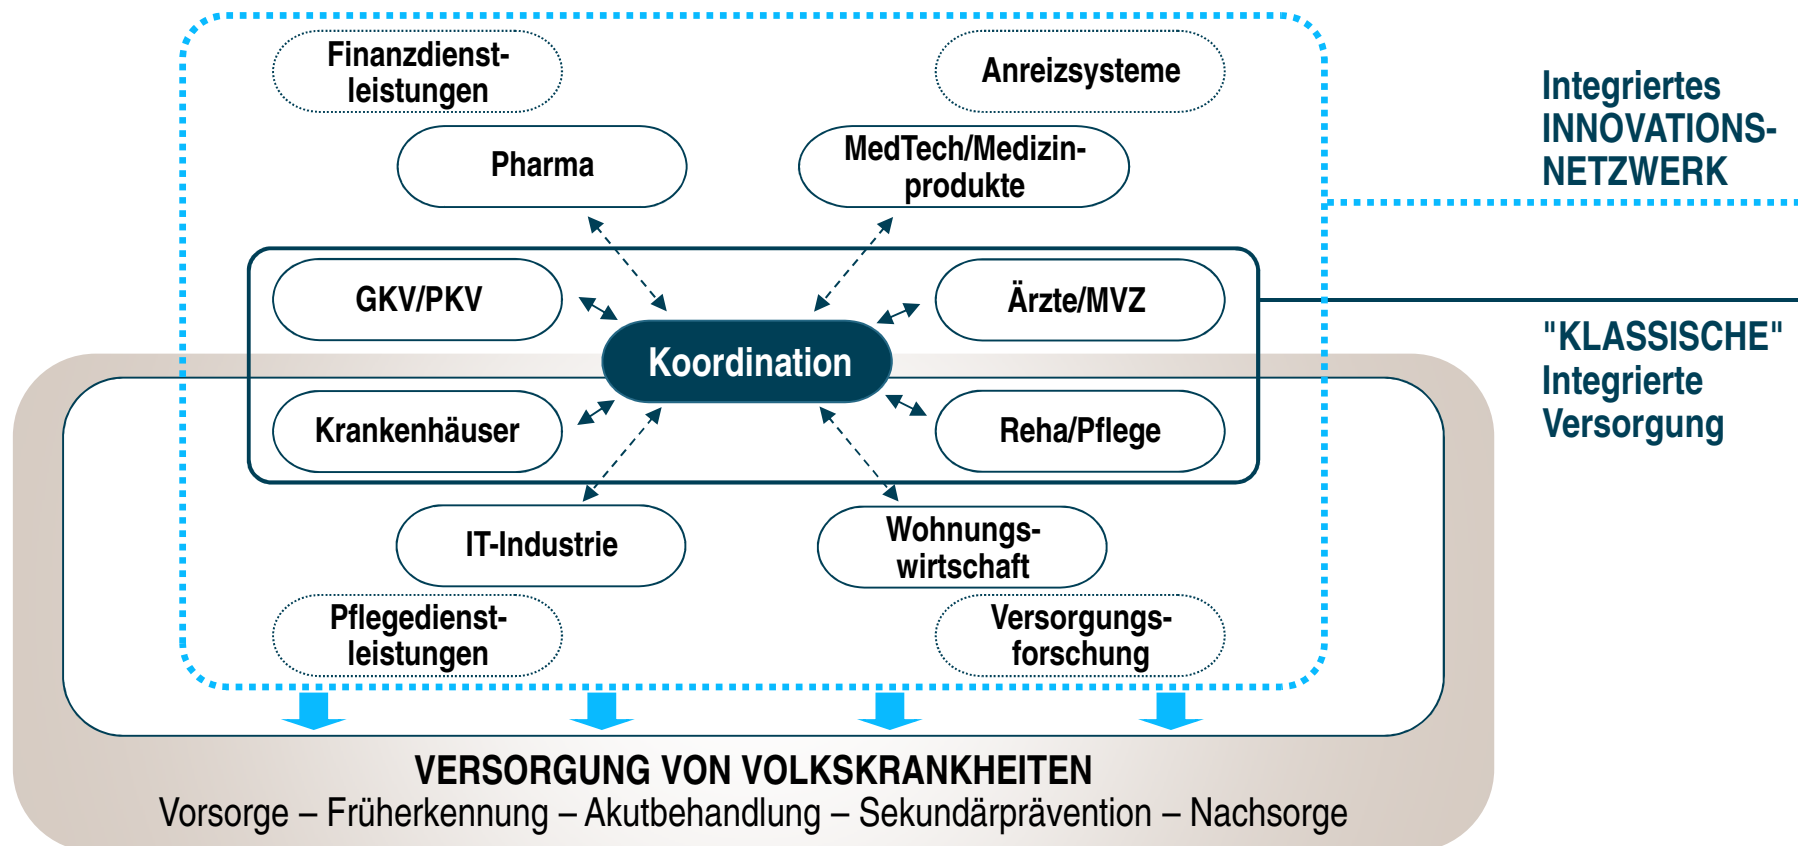 Finanzdienst-
leistungen
Anreizsysteme
Pharma
MedTech/Medizin-
produkte
Integriertes
INNOVATIONS-
NETZWERK
GKV/PKV
Ärzte/MVZ
Koordination
Krankenhäuser
Reha/Pflege
"KLASSISCHE"
Integrierte
Versorgung
IT-Industrie
Wohnungs-
wirtschaft
Pflegedienst-
leistungen
Versorgungs-
forschung
VERSORGUNG VON VOLKSKRANKHEITEN
Vorsorge – Früherkennung – Akutbehandlung – Sekundärprävention – Nachsorge